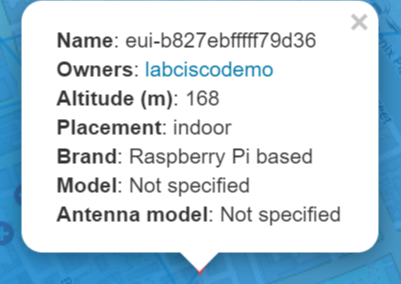 Name: eui-b827ebfffff79d36
Owners: labciscodemo
Altitude (m): 168
Placement: indoor
Brand: Raspberry Pi based
Model: Not specified
Antenna model: Not specified